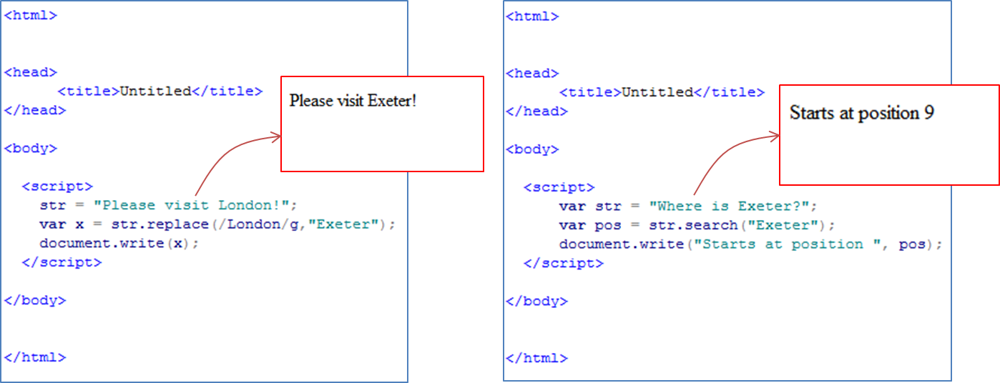 <html>
<head>
<title>Untitled</title>
</head>
<body>
<script>
str = "Please visit London!";
var x = str.replace(/London/g,"Exeter");
document.write(x);
</script>
</body>
</html>
Please visit Exeter!
<html>
<head>
<title>Untitled</title>
</head>
<body>
<script>
var str = "Where is Exeter?";
var pos = str.search("Exeter");
document.write("Starts at position ", pos);
</script>
</body>
</html>
Starts at position 9